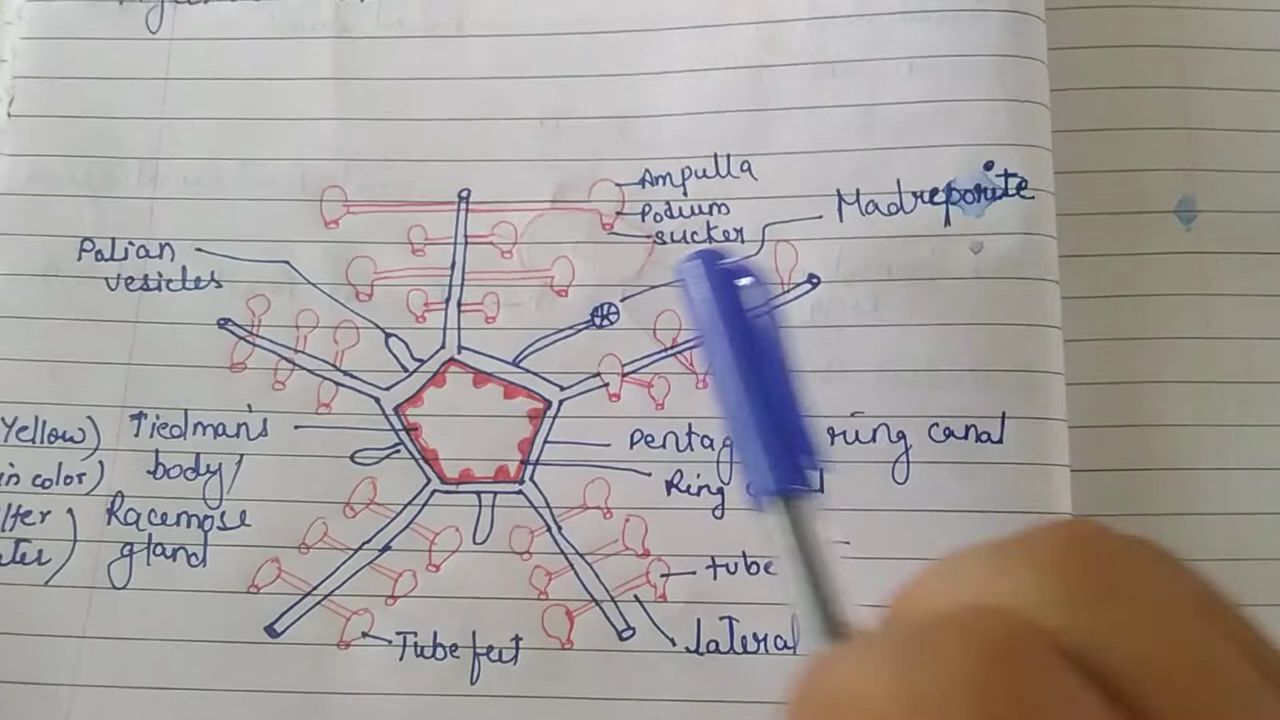 Ampulla
Podium
sucker
Madreporite
Polian
vesicles
Yellow) Tiedman's
in color) body/
Racemose
gland
ring canal
Ring
tube
lateral
Tube feet